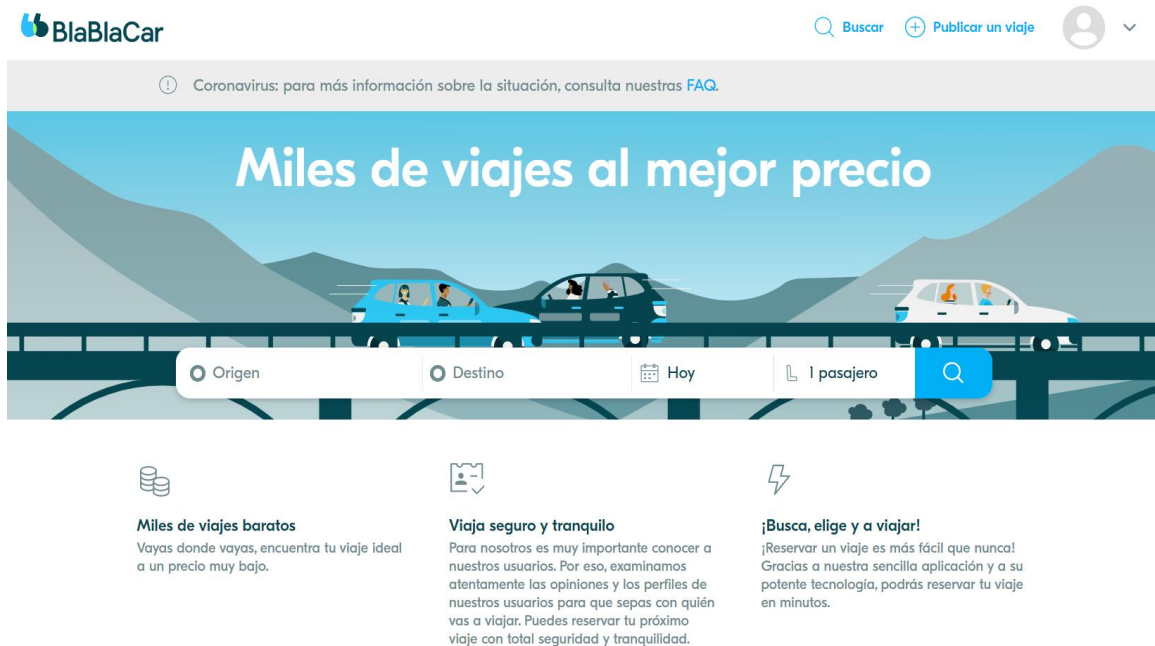 BlaBlaCar
Buscar
Publicar un viaje
Coronavirus: para más información sobre la situación, consulta nuestras FAQ.
Miles de viajes al mejor precio
Origen
Destino
Hoy
1 pasajero
Miles de viajes baratos
Vayas donde vayas, encuentra tu viaje ideal
a un precio muy bajo.
Viaja seguro y tranquilo
Para nosotros es muy importante conocer a
nuestros usuarios. Por eso, examinamos
atentamente las opiniones y los perfiles de
nuestros usuarios para que sepas con quién
vas a viajar. Puedes reservar tu próximo
viaje con total seguridad y tranquilidad.
¡Busca, elige y a viajar!
¡Reservar un viaje es más fácil que nunca!
Gracias a nuestra sencilla aplicación y a su
potente tecnología, podrás reservar tu viaje
en minutos.